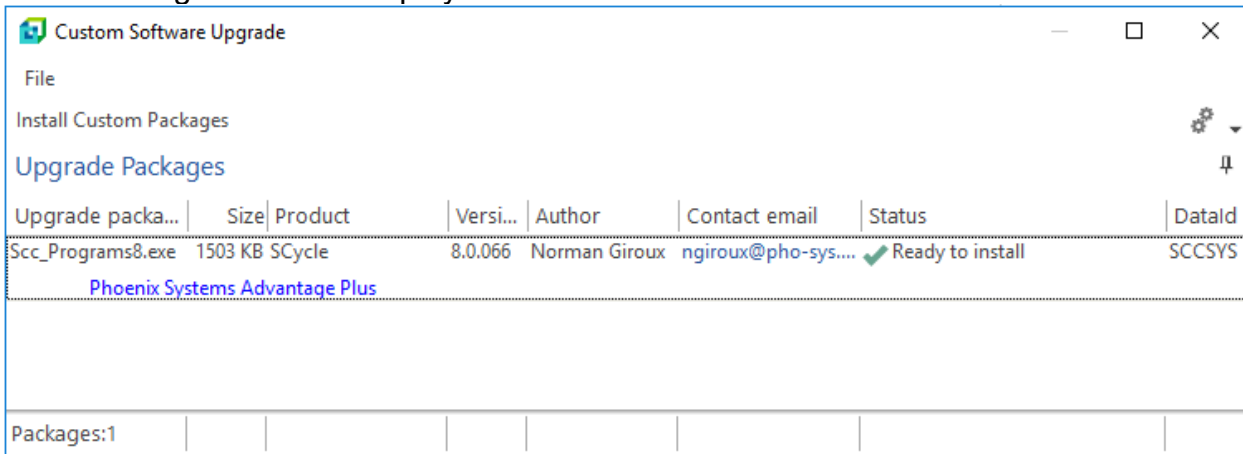 Custom Software Upgrade
File
Install Custom Packages
Upgrade Packages
Upgrade packa... Size Product Versi... Author Contact email Status DataId
Scc_Programs8.exe 1503 KB SCycle 8.0.066 Norman Giroux ngiroux@pho-sys.... Ready to install SCCSYS
Phoenix Systems Advantage Plus
Packages:1